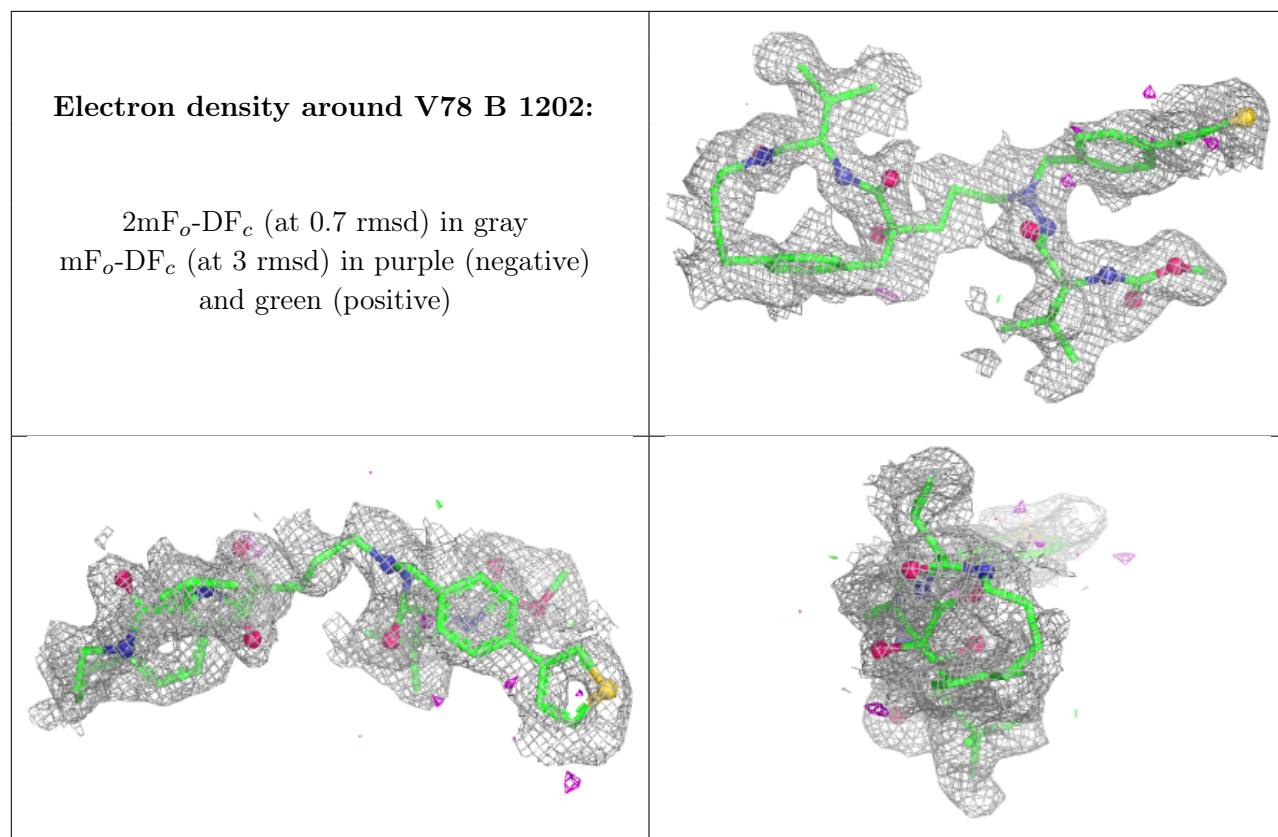 Electron density around V78 B 1202:
2mFo-DFc (at 0.7 rmsd) in gray
mFo-DFc (at 3 rmsd) in purple (negative)
and green (positive)